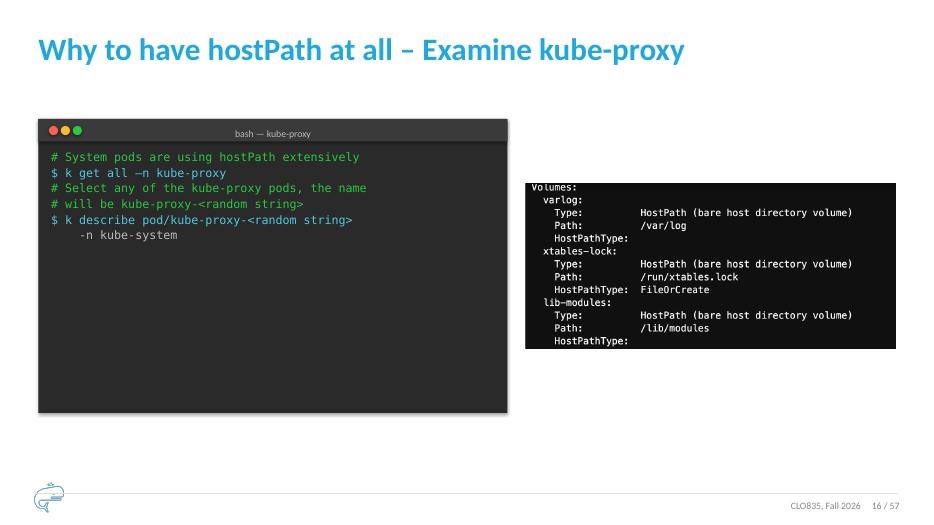 Why to have hostPath at all – Examine kube-proxy
bash — kube-proxy
# System pods are using hostPath extensively
$ k get all –n kube-proxy
# Select any of the kube-proxy pods, the name
# will be kube-proxy-<random string>
$ k describe pod/kube-proxy-<random string>
-n kube-system
Volumes:
varlog:
Type: HostPath (bare host directory volume)
Path: /var/log
HostPathType:
xtables-lock:
Type: HostPath (bare host directory volume)
Path: /run/xtables.lock
HostPathType: FileOrCreate
lib-modules:
Type: HostPath (bare host directory volume)
Path: /lib/modules
HostPathType:
CLO835, Fall 2026 16 / 57